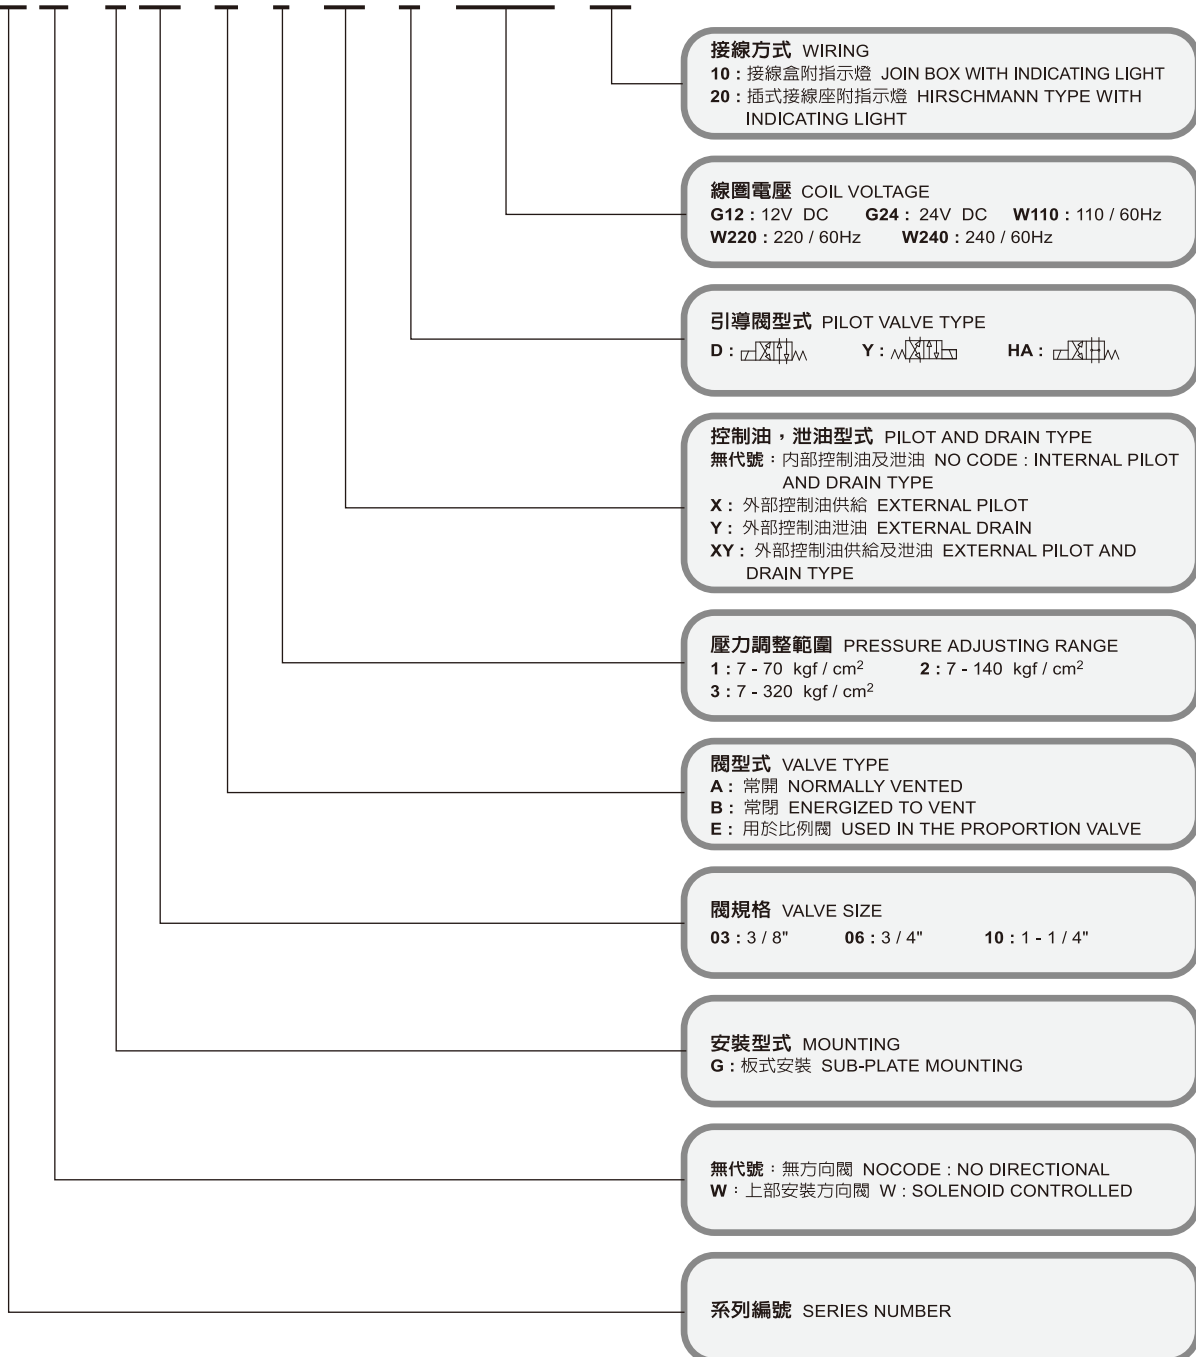 接線方式 WIRING
10 : 接線盒附指示燈 JOIN BOX WITH INDICATING LIGHT
20 : 插式接線座附指示燈 HIRSCHMANN TYPE WITH
INDICATING LIGHT
線圈電壓 COIL VOLTAGE
G12 : 12V DC G24 : 24V DC W110 : 110 / 60Hz
W220 : 220 / 60Hz W240 : 240 / 60Hz
引導閥型式 PILOT VALVE TYPE
D : Y : HA :
控制油，泄油型式 PILOT AND DRAIN TYPE
無代號：內部控制油及泄油 NO CODE : INTERNAL PILOT
AND DRAIN TYPE
X : 外部控制油供給 EXTERNAL PILOT
Y : 外部控制油泄油 EXTERNAL DRAIN
XY : 外部控制油供給及泄油 EXTERNAL PILOT AND
DRAIN TYPE
壓力調整範圍 PRESSURE ADJUSTING RANGE
1 : 7 - 70 kgf / cm² 2 : 7 - 140 kgf / cm²
3 : 7 - 320 kgf / cm²
閥型式 VALVE TYPE
A : 常開 NORMALLY VENTED
B : 常閉 ENERGIZED TO VENT
E : 用於比例閥 USED IN THE PROPORTION VALVE
閥規格 VALVE SIZE
03 : 3 / 8" 06 : 3 / 4" 10 : 1 - 1 / 4"
安裝型式 MOUNTING
G : 板式安裝 SUB-PLATE MOUNTING
無代號：無方向閥 NOCODE : NO DIRECTIONAL
W：上部安裝方向閥 W : SOLENOID CONTROLLED
系列編號 SERIES NUMBER